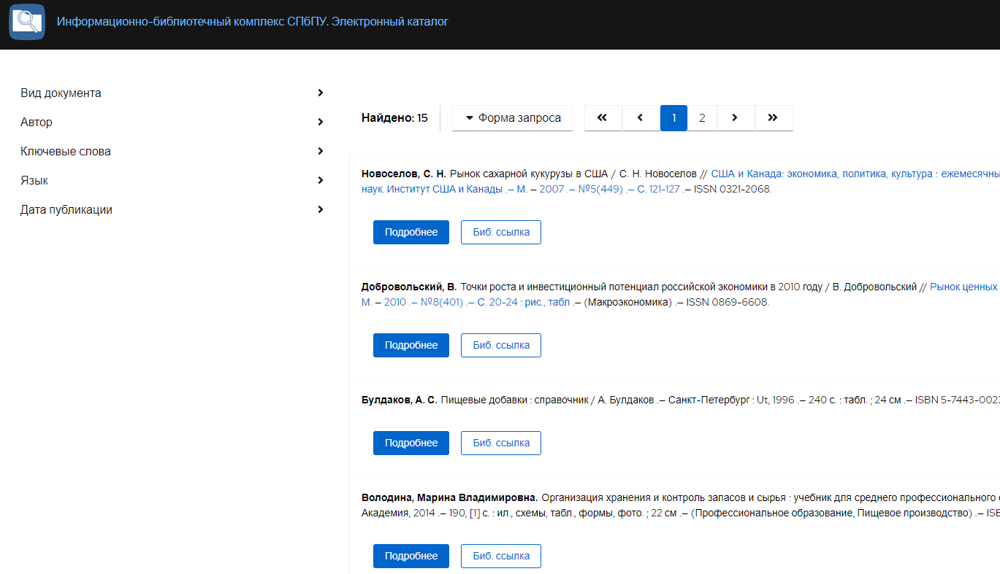 Информационно-библиотечный комплекс СПбПУ. Электронный каталог
Вид документа
Автор
Ключевые слова
Язык
Дата публикации
Найдено: 15
Форма запроса
1
2
Новоселов, С. Н. Рынок сахарной кукурузы в США / С. Н. Новоселов // США и Канада: экономика, политика, культура : ежемесячны
наук. Институт США и Канады .— М. — 2007 .— №5(449) .— С. 121-127 .— ISSN 0321-2068.
Подробнее
Биб. ссылка
Добровольский, В. Точки роста и инвестиционный потенциал российской экономики в 2010 году / В. Добровольский // Рынок ценных
М. — 2010 .— №8(401) .— С. 20-24 : рис., табл .— (Макроэкономика) .— ISSN 0869-6608.
Подробнее
Биб. ссылка
Булдаков, А. С. Пищевые добавки : справочник / А. Булдаков .— Санкт-Петербург : Ut, 1996 .— 240 с. : табл. ; 24 см .— ISBN 5-7443-0023
Подробнее
Биб. ссылка
Володина, Марина Владимировна. Организация хранения и контроль запасов и сырья : учебник для среднего профессионального
Академия, 2014 .— 190, [1] с. : ил., схемы, табл., формы, фото. ; 22 см .— (Профессиональное образование, Пищевое производство) .— ISB
Подробнее
Биб. ссылка